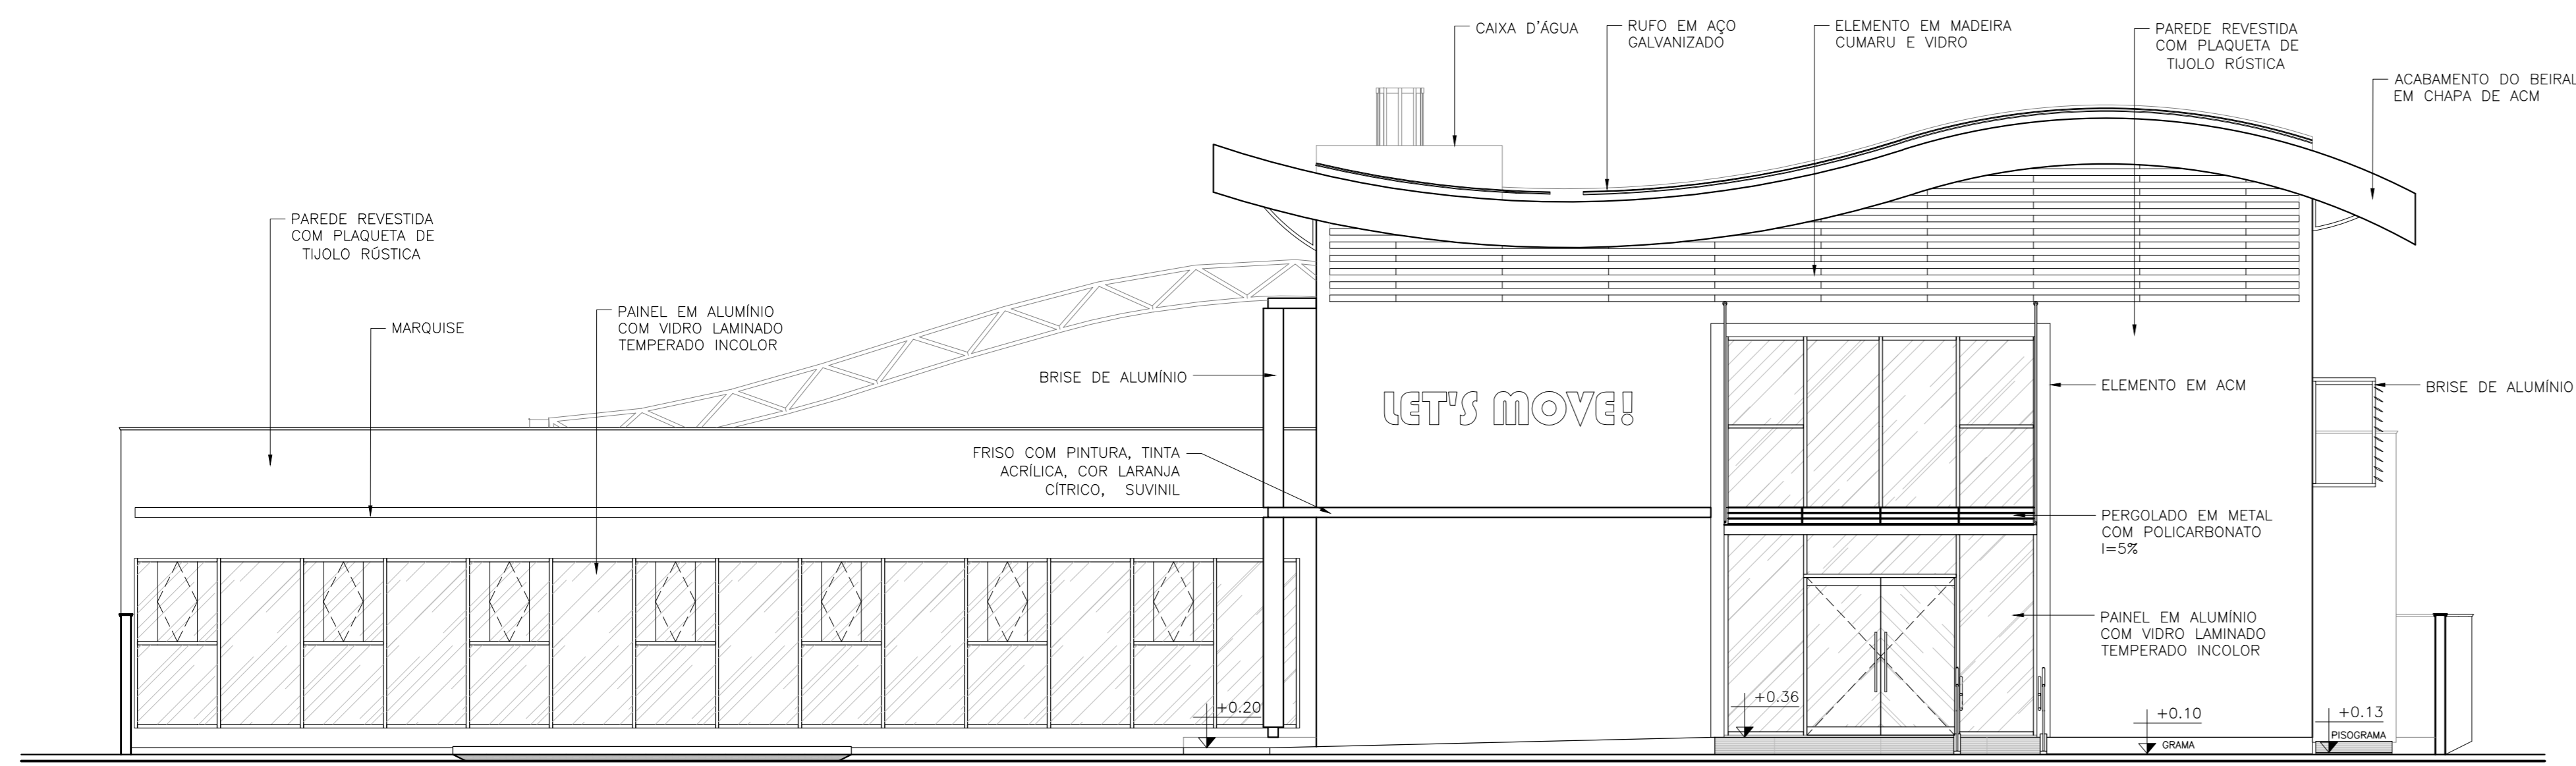 CAIXA D'ÁGUA
RUFO EM AÇO
GALVANIZADO
ELEMENTO EM MADEIRA
CUMARU E VIDRO
PAREDE REVESTIDA
COM PLAQUETA DE
TIJOLO RÚSTICA
ACABAMENTO DO BEIRAL
EM CHAPA DE ACM
PAREDE REVESTIDA
COM PLAQUETA DE
TIJOLO RÚSTICA
MARQUISE
PAINEL EM ALUMÍNIO
COM VIDRO LAMINADO
TEMPERADO INCOLOR
BRISE DE ALUMÍNIO
LET'S MOVE!
ELEMENTO EM ACM
BRISE DE ALUMÍNIO
FRISO COM PINTURA, TINTA
ACRÍLICA, COR LARANJA
CÍTRICO, SUVINIL
PERGOLADO EM METAL
COM POLICARBONATO
I=5%
PAINEL EM ALUMÍNIO
COM VIDRO LAMINADO
TEMPERADO INCOLOR
+0.20
+0.36
+0.10
GRAMA
+0.13
PISOGRAMA